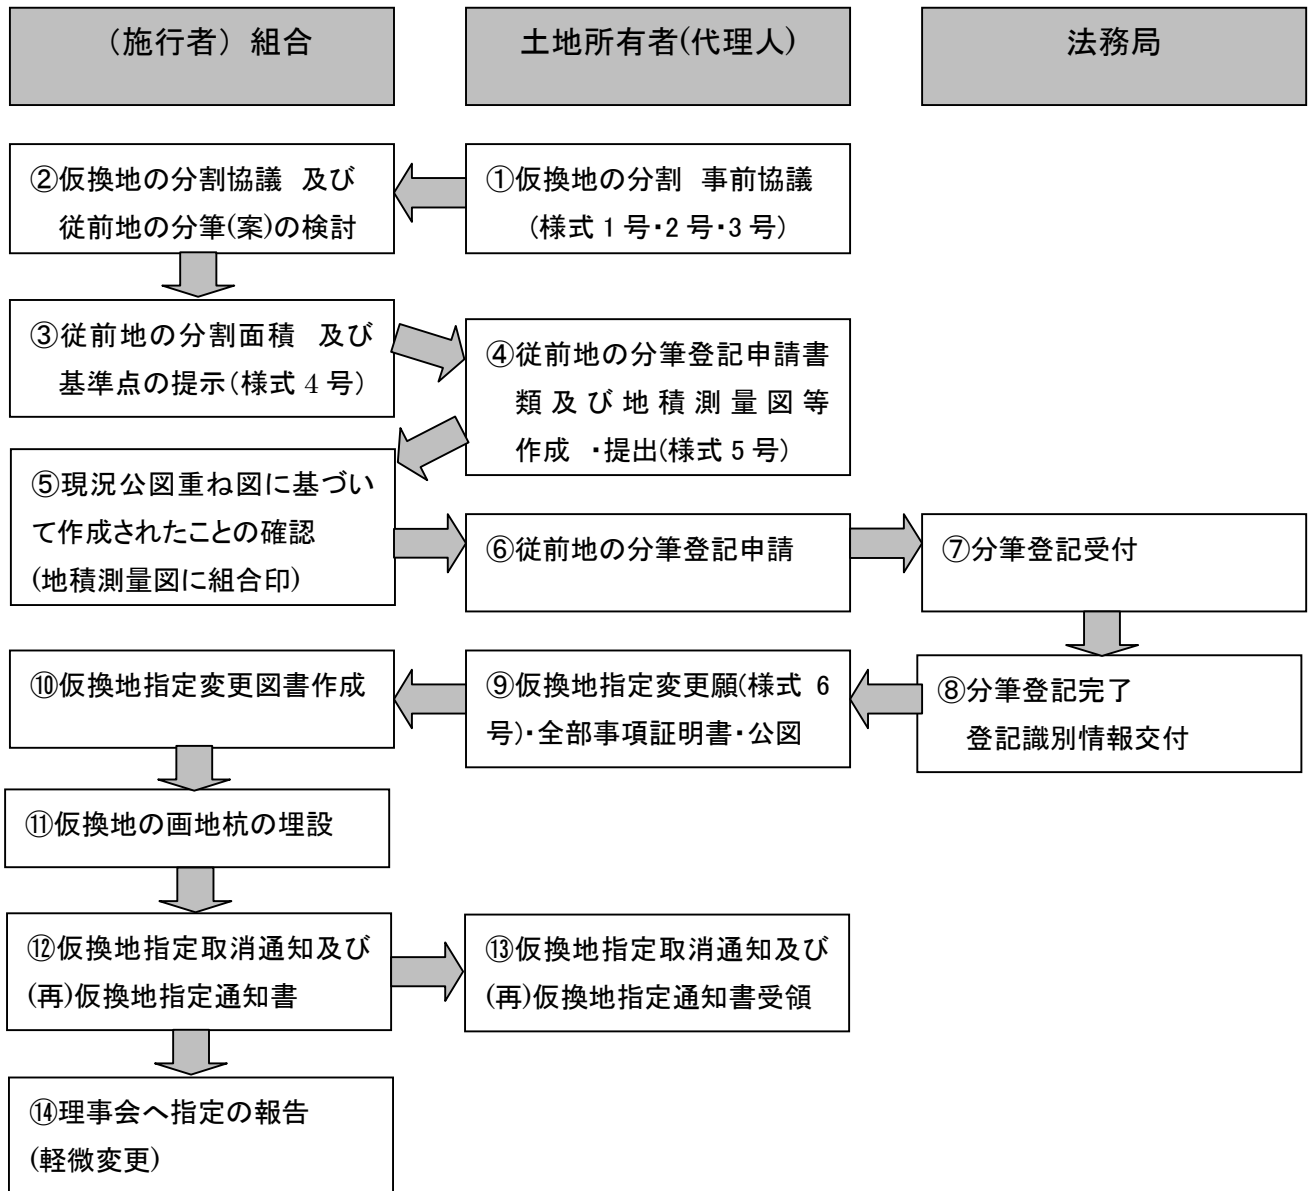 （施行者）組合
土地所有者(代理人)
法務局
①仮換地の分割　事前協議
(様式１号・２号・３号)
②仮換地の分割協議　及び
従前地の分筆(案)の検討
③従前地の分割面積　及び
基準点の提示(様式 4 号)
④従前地の分筆登記申請書
類及び地積測量図等
作成　・提出(様式 5 号)
⑤現況公図重ね図に基づい
て作成されたことの確認
(地積測量図に組合印)
⑥従前地の分筆登記申請
⑦分筆登記受付
⑧分筆登記完了
登記識別情報交付
⑨仮換地指定変更願(様式 6
号)・全部事項証明書・公図
⑩仮換地指定変更図書作成
⑪仮換地の画地杭の埋設
⑫仮換地指定取消通知及び
(再)仮換地指定通知書
⑬仮換地指定取消通知及び
(再)仮換地指定通知書受領
⑭理事会へ指定の報告
(軽微変更)